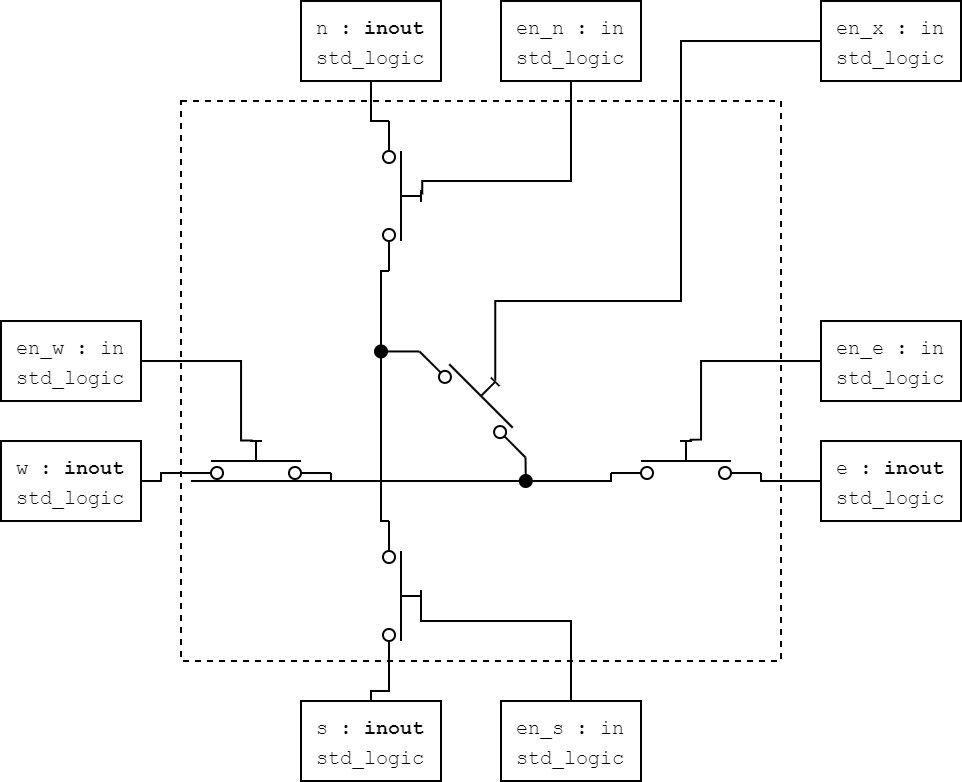 n : inout
std_logic
en_n : in
std_logic
en_x : in
std_logic
en_w : in
std_logic
en_e : in
std_logic
w : inout
std_logic
e : inout
std_logic
s : inout
std_logic
en_s : in
std_logic